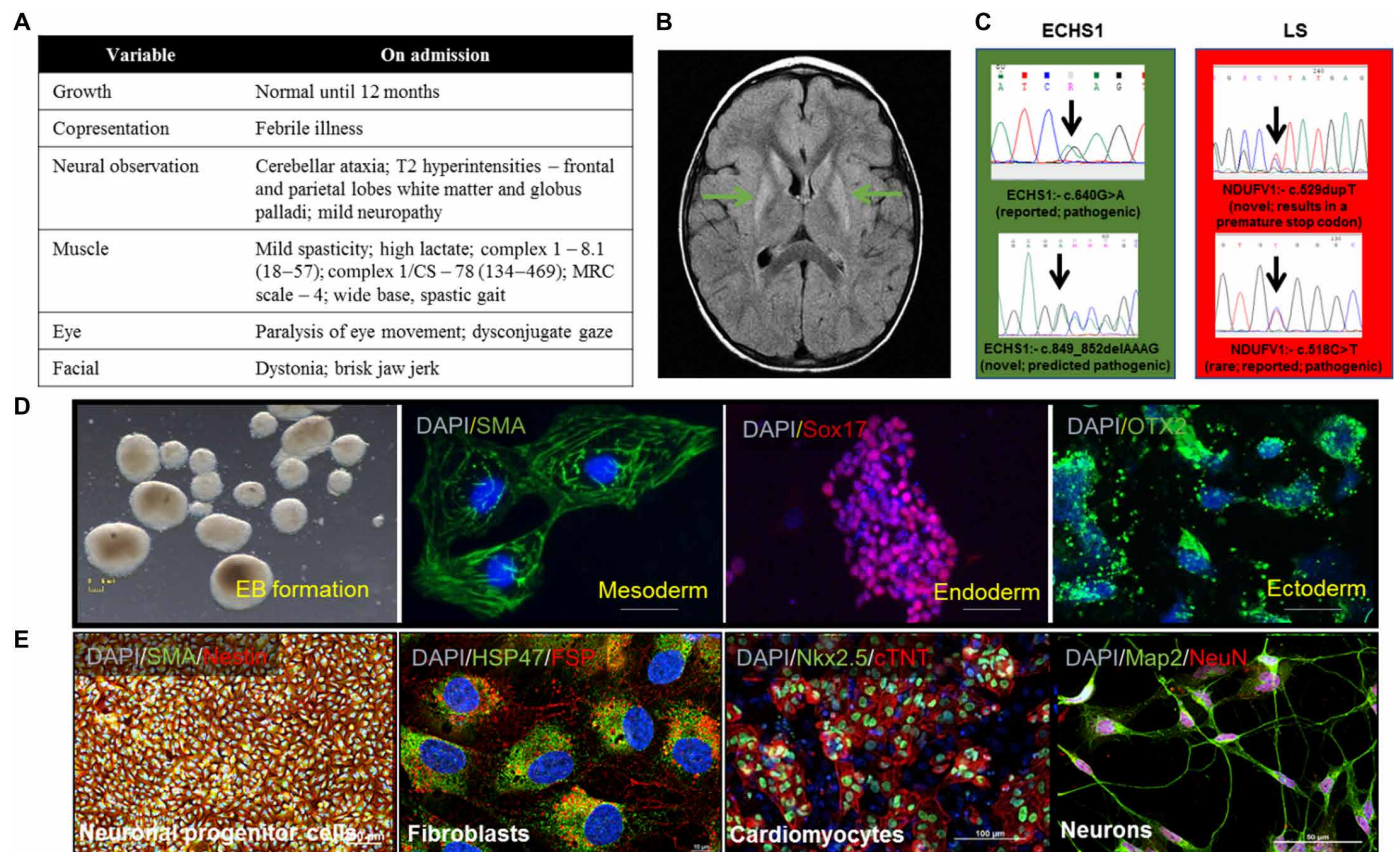 A
Variable On admission
Growth Normal until 12 months
Copresentation Febrile illness
Neural observation Cerebellar ataxia; T2 hyperintensities – frontal
and parietal lobes white matter and globus
palladi; mild neuropathy
Muscle Mild spasticity; high lactate; complex 1 – 8.1
(18–57); complex 1/CS – 78 (134–469); MRC
scale – 4; wide base, spastic gait
Eye Paralysis of eye movement; dysconjugate gaze
Facial Dystonia; brisk jaw jerk
B
C
ECHS1
A T C R A G
ECHS1:- c.640G>A
(reported; pathogenic)
ECHS1:- c.849_852delAAAG
(novel; predicted pathogenic)
LS
240
NDUFV1:- c.529dupT
(novel; results in a
premature stop codon)
NDUFV1:- c.518C>T
(rare; reported; pathogenic)
D
EB formation
DAPI/SMA
Mesoderm
DAPI/Sox17
Endoderm
DAPI/OTX2
Ectoderm
E
DAPI/SMA/Nestin
Neurorial progenitor cells
DAPI/HSP47/FSP
Fibroblasts
10 µm
DAPI/Nkx2.5/cTNT
Cardiomyocytes
100 µm
DAPI/Map2/NeuN
Neurons
50 µm